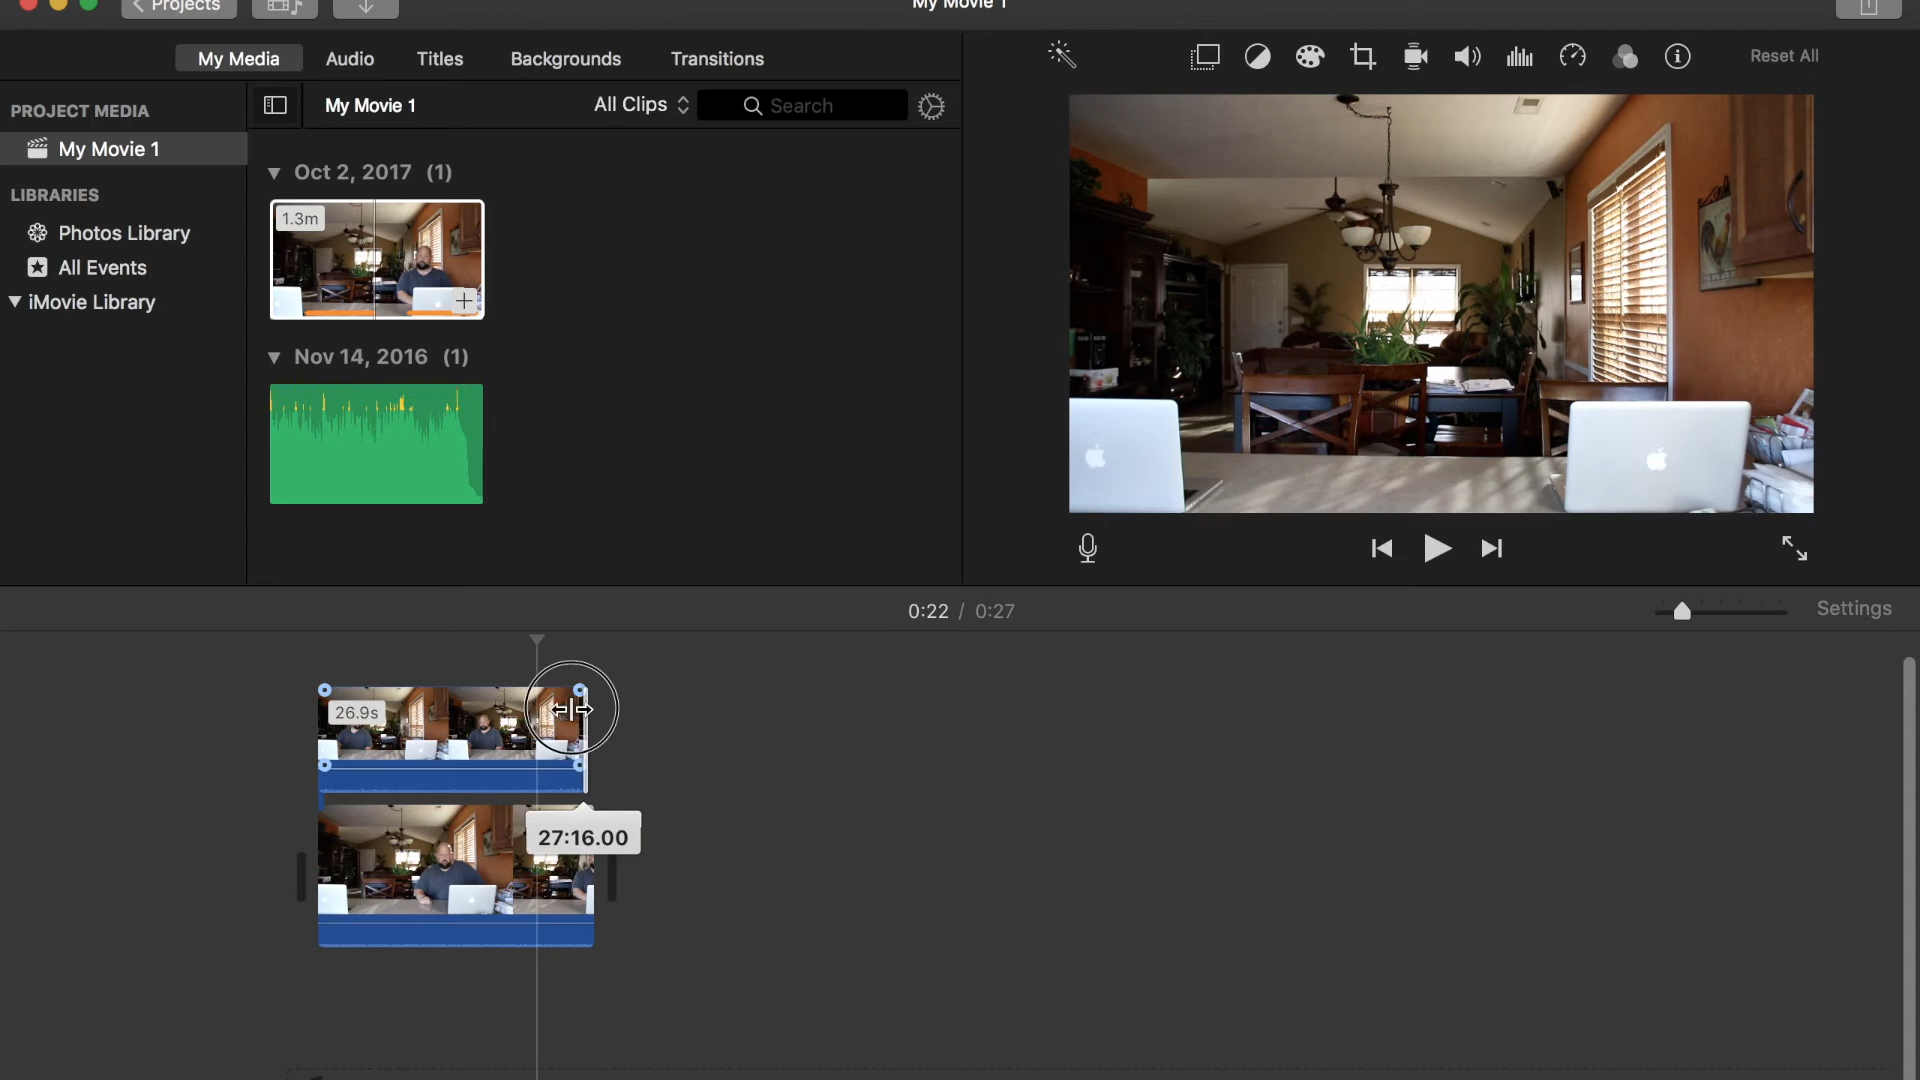 Projects
My Movie 1
My Media
Audio
Titles
Backgrounds
Transitions
Reset All
PROJECT MEDIA
My Movie 1
LIBRARIES
Photos Library
All Events
iMovie Library
My Movie 1
All Clips
Search
Oct 2, 2017 (1)
1.3m
Nov 14, 2016 (1)
0:22 / 0:27
Settings
26.9s
27:16.00